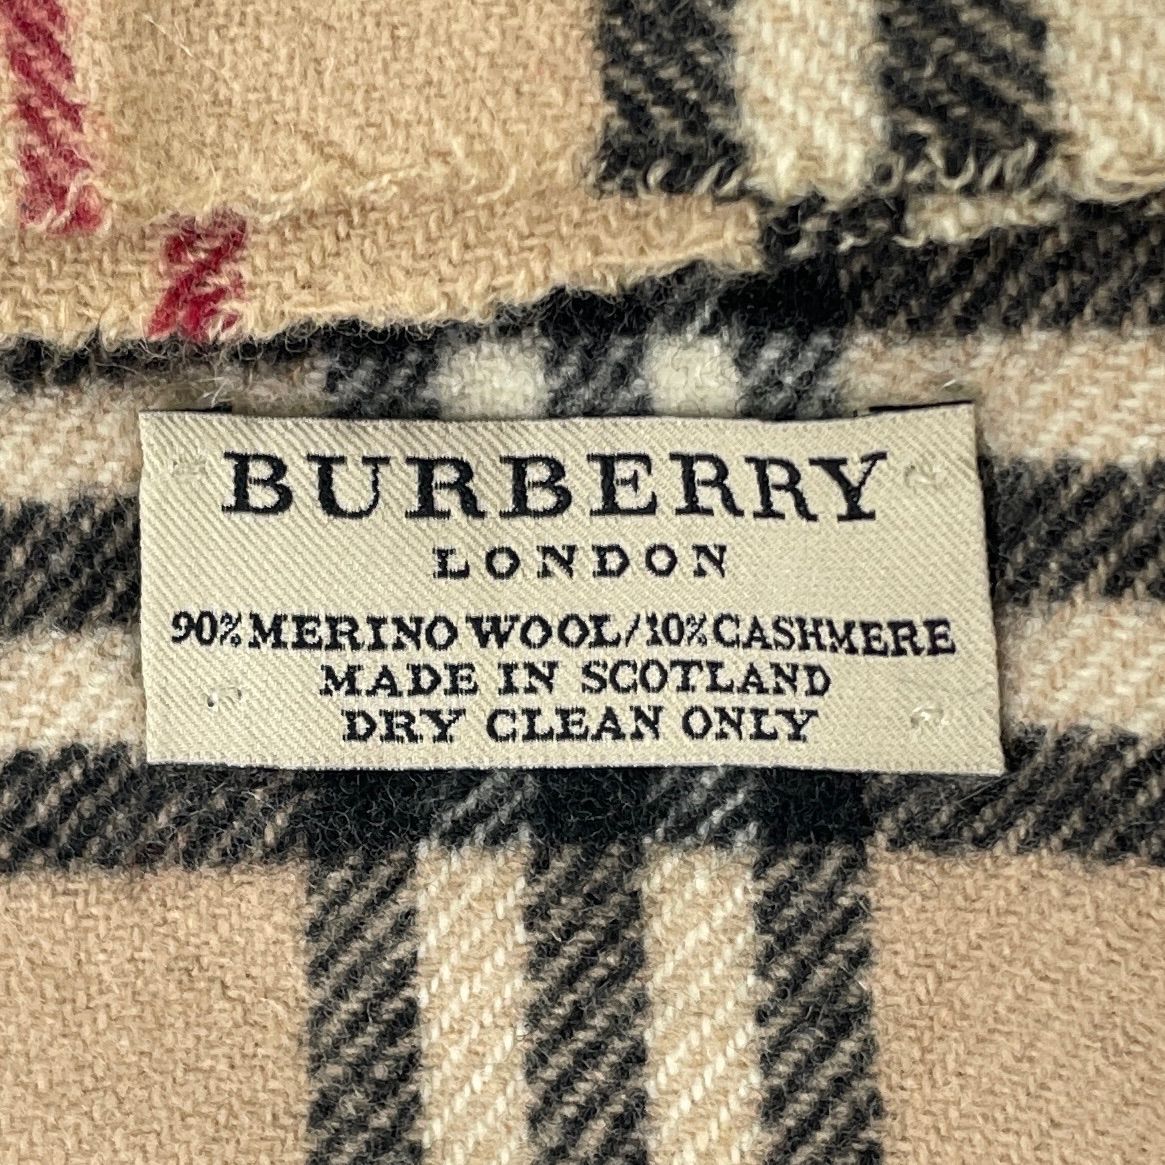 BURBERRY
LONDON
90% MERINO WOOL/10% CASHMERE
MADE IN SCOTLAND
DRY CLEAN ONLY